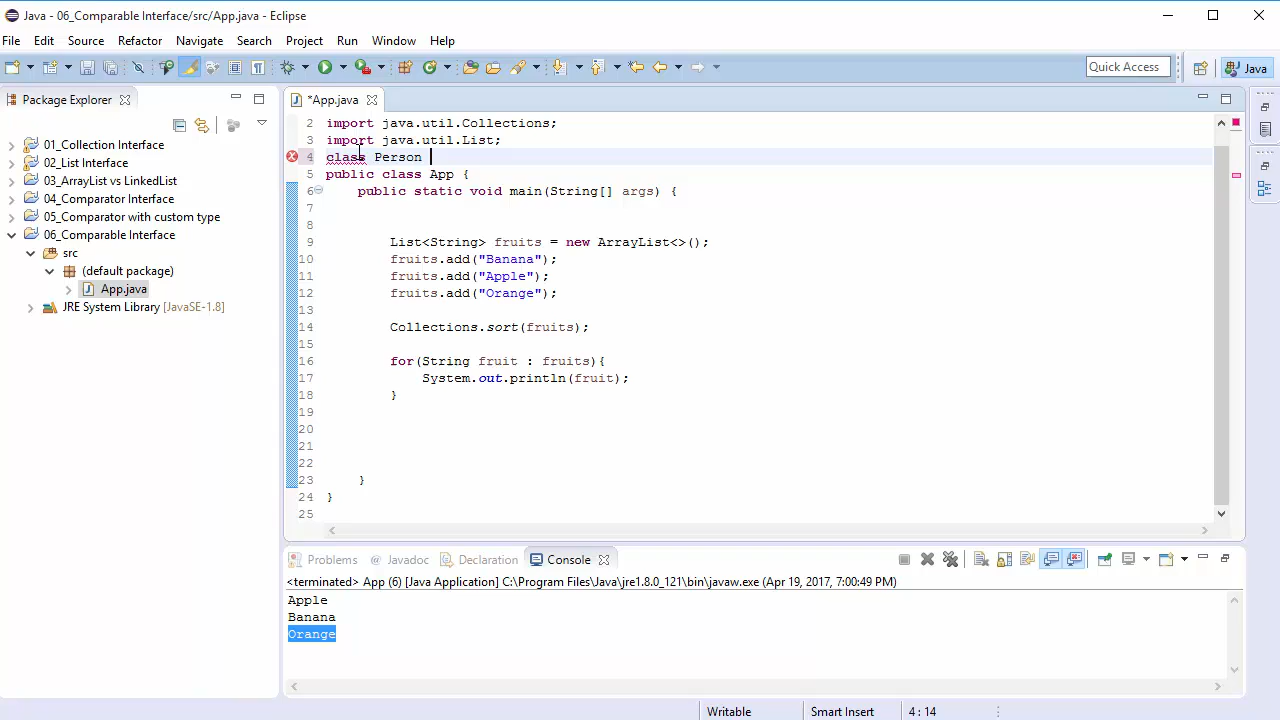 Java - 06_Comparable Interface/src/App.java - Eclipse
File Edit Source Refactor Navigate Search Project Run Window Help
Quick Access
Java
Package Explorer
*App.java
01_Collection Interface
02_List Interface
03_ArrayList vs LinkedList
04_Comparator Interface
05_Comparator with custom type
06_Comparable Interface
src
(default package)
App.java
JRE System Library [JavaSE-1.8]
2 import java.util.Collections;
3 import java.util.List;
4 class Person
5 public class App {
6 public static void main(String[] args) {
7
8
9 List<String> fruits = new ArrayList<>();
10 fruits.add("Banana");
11 fruits.add("Apple");
12 fruits.add("Orange");
13
14 Collections.sort(fruits);
15
16 for(String fruit : fruits){
17 System.out.println(fruit);
18 }
19
20
21
22
23 }
24 }
25
Problems @ Javadoc Declaration Console
<terminated> App (6) [Java Application] C:\Program Files\Java\jre1.8.0_121\bin\javaw.exe (Apr 19, 2017, 7:00:49 PM)
Apple
Banana
Orange
Writable Smart Insert 4 : 14